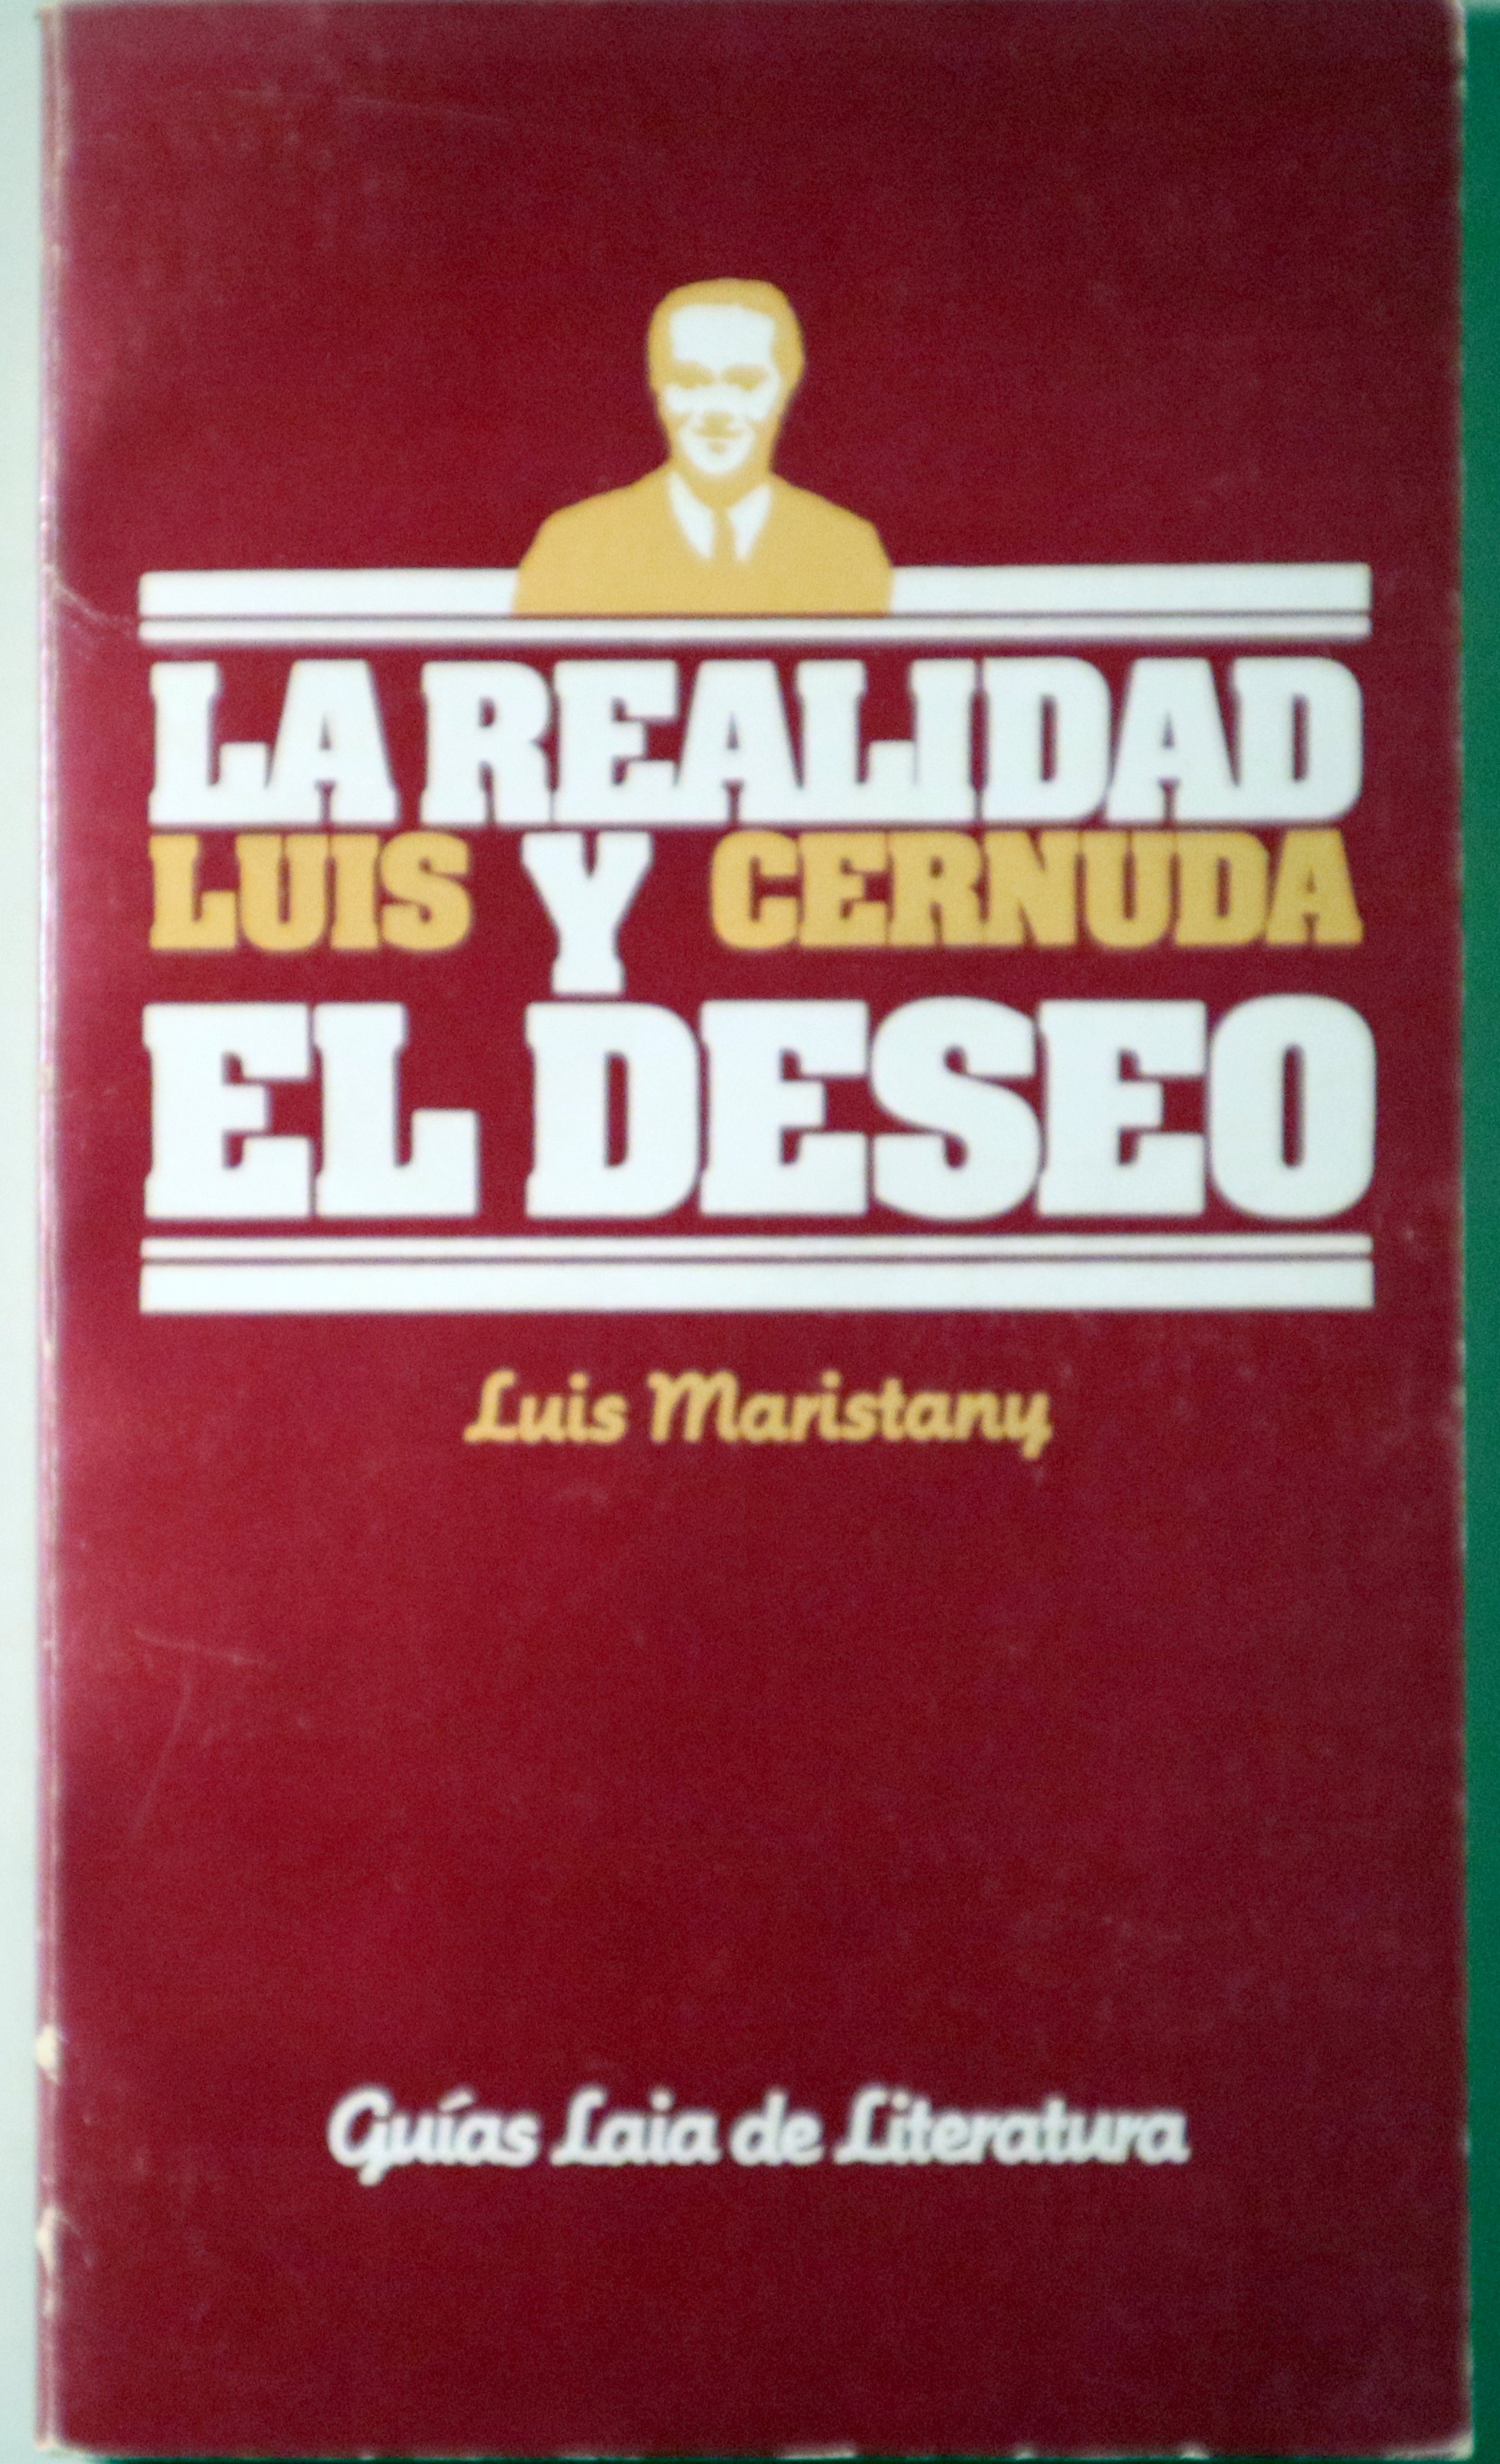 LA REALIDAD
LUIS Y CERNUDA
EL DESEO
Luis Maristany
Guías Laia de Literatura